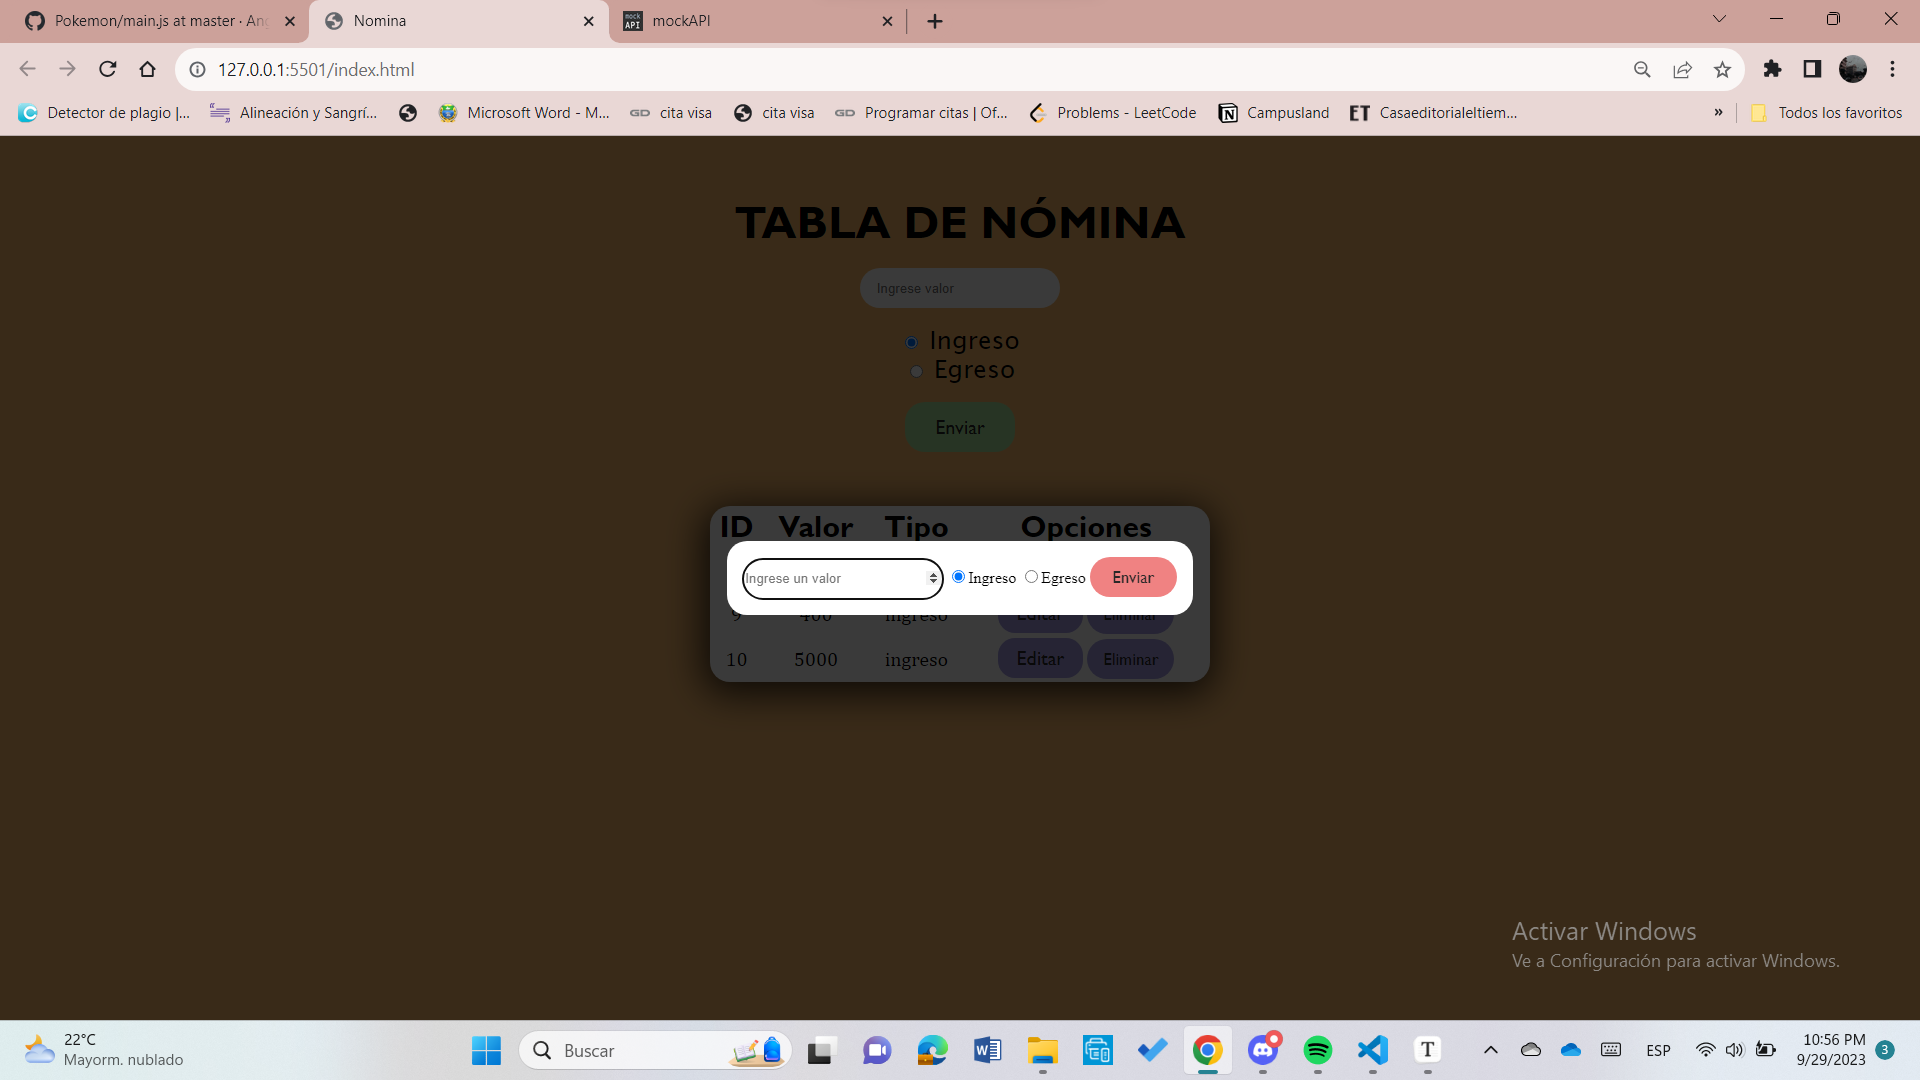 Pokemon/main.js at master · An
Nomina
mockAPI
127.0.0.1:5501/index.html
Detector de plagio |...
Alineación y Sangrí...
Microsoft Word - M...
cita visa
cita visa
Programar citas | Of...
Problems - LeetCode
Campusland
ET Casaeditorialeltiem...
»
Todos los favoritos
TABLA DE NÓMINA
Ingrese valor
Ingreso
Egreso
Enviar
ID Valor Tipo Opciones
Ingrese un valor Ingreso Egreso Enviar
9 400 ingreso Editar Eliminar
10 5000 ingreso Editar Eliminar
Activar Windows
Ve a Configuración para activar Windows.
22°C
Mayorm. nublado
Buscar
ESP
10:56 PM
9/29/2023
3